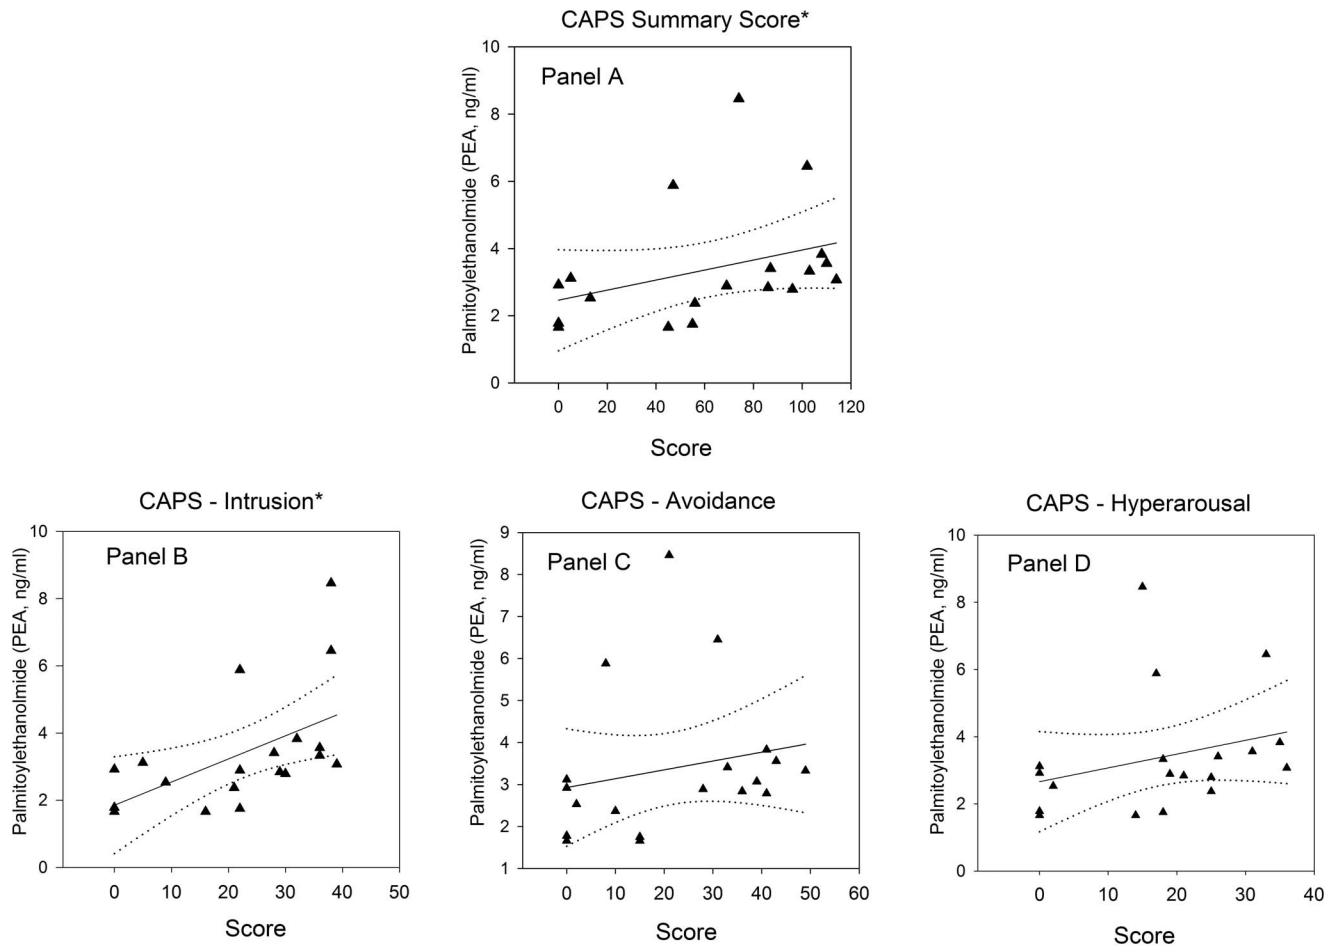 CAPS Summary Score*
Panel A
Palmitoylethanolmide (PEA, ng/ml)
10
8
6
4
2
0
0 20 40 60 80 100 120
Score
CAPS - Intrusion*
Panel B
Palmitoylethanolmide (PEA, ng/ml)
10
8
6
4
2
0
0 10 20 30 40 50
Score
CAPS - Avoidance
Panel C
Palmitoylethanolmide (PEA, ng/ml)
9
8
7
6
5
4
3
2
1
0 10 20 30 40 50 60
Score
CAPS - Hyperarousal
Panel D
Palmitoylethanolmide (PEA, ng/ml)
10
8
6
4
2
0
0 10 20 30 40
Score